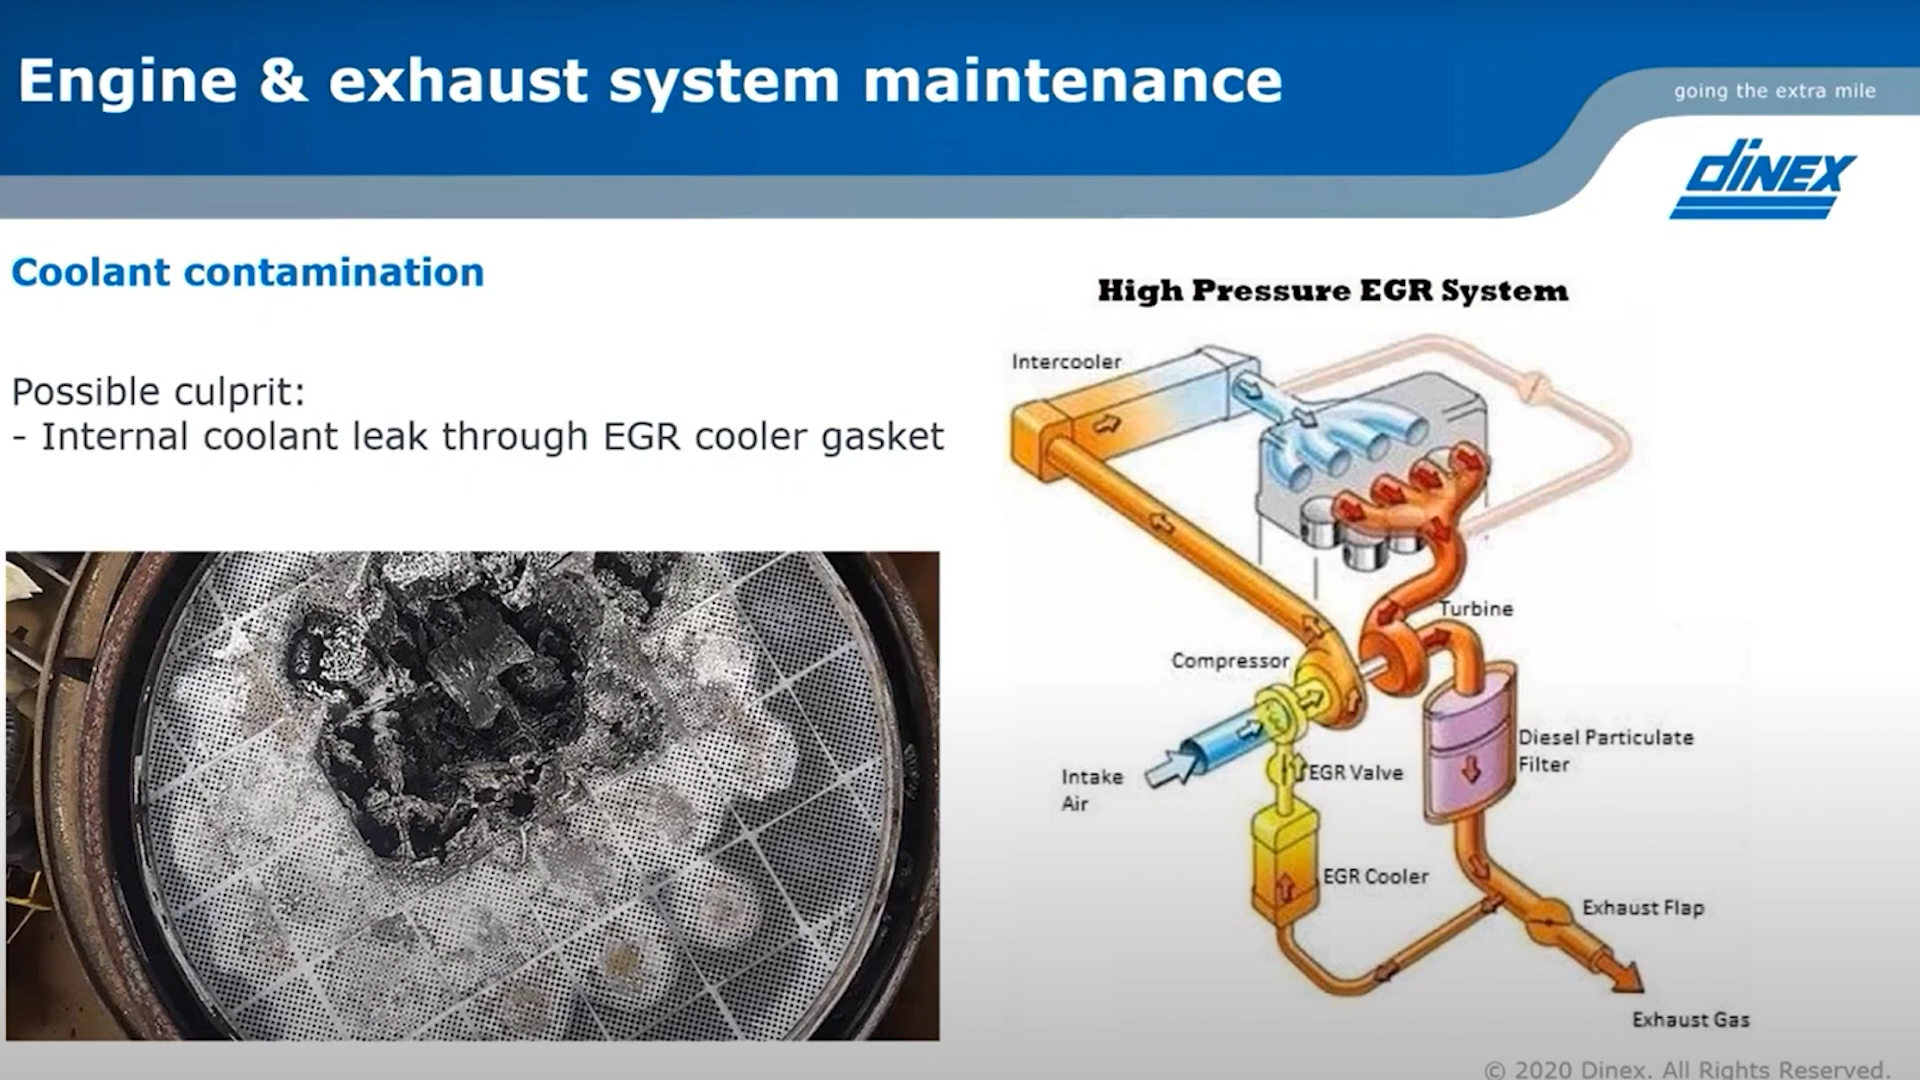 Engine & exhaust system maintenance
going the extra mile
dinex
Coolant contamination
Possible culprit:
- Internal coolant leak through EGR cooler gasket
High Pressure EGR System
Intercooler
Turbine
Compressor
Diesel Particulate
Filter
Intake
Air
EGR Valve
EGR Cooler
Exhaust Flap
Exhaust Gas
© 2020 Dinex. All Rights Reserved.